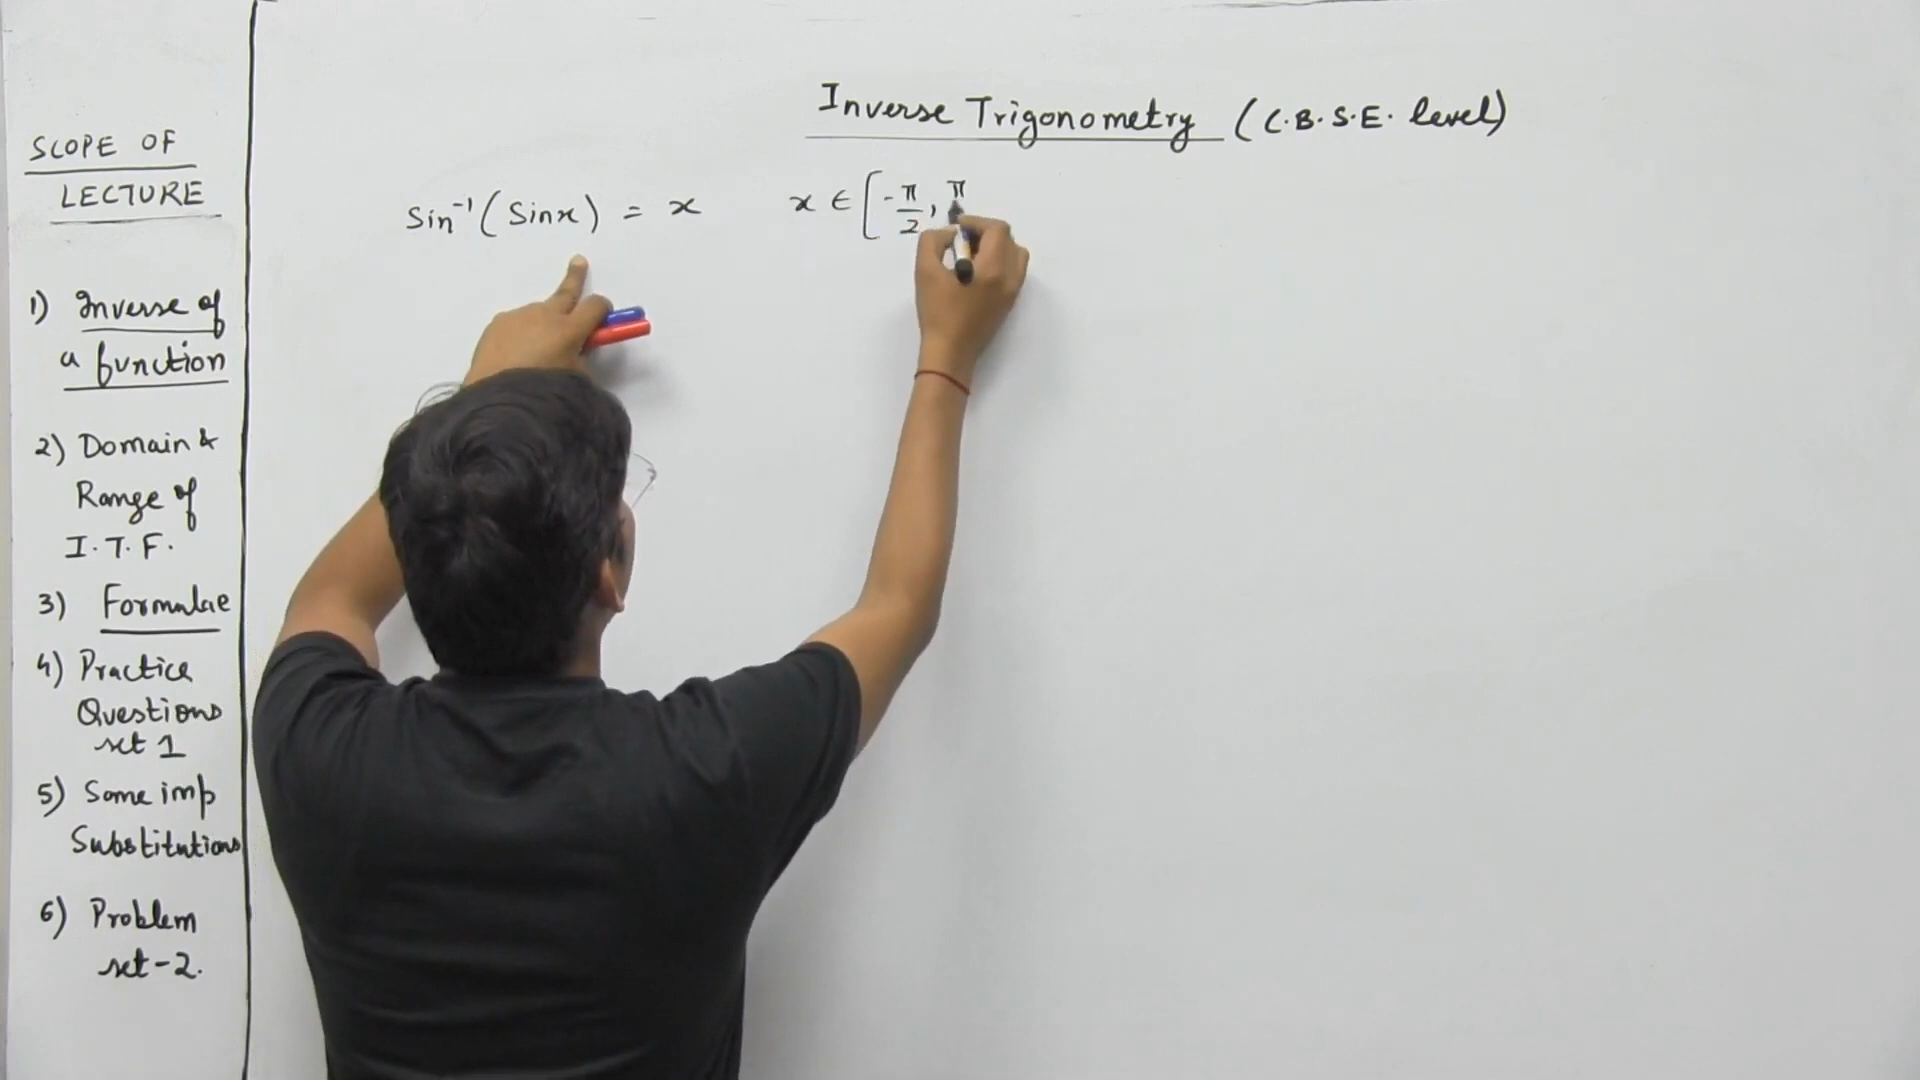 SCOPE OF
LECTURE
1) Inverse of
a function
2) Domain &
Range of
I.T.F.
3) Formulae
4) Practice
Questions
set 1
5) Some imp
Substitutions
6) Problem
set-2.
Inverse Trigonometry (C.B.S.E. level)
Sin⁻¹(Sinx) = x x ∈ [-π/2, π